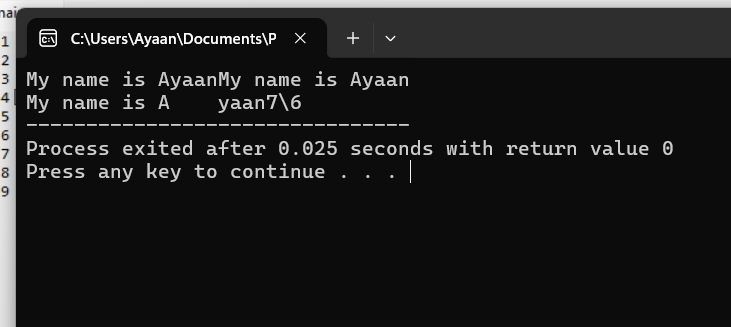 mai
C:\Users\Ayaan\Documents\P
1
2
3
4
5
6
7
8
9
My name is AyaanMy name is Ayaan
My name is A    yaan7\6
--------------------------------
Process exited after 0.025 seconds with return value 0
Press any key to continue . . .